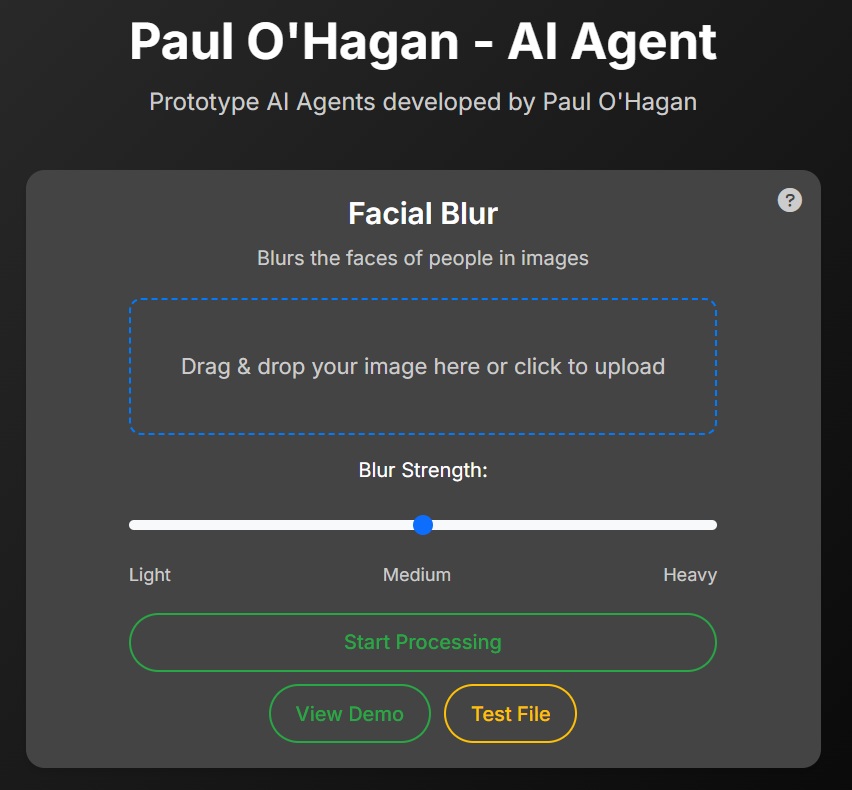 Paul O'Hagan - AI Agent
Prototype AI Agents developed by Paul O'Hagan
Facial Blur
?
Blurs the faces of people in images
Drag & drop your image here or click to upload
Blur Strength:
Light Medium Heavy
Start Processing
View Demo Test File